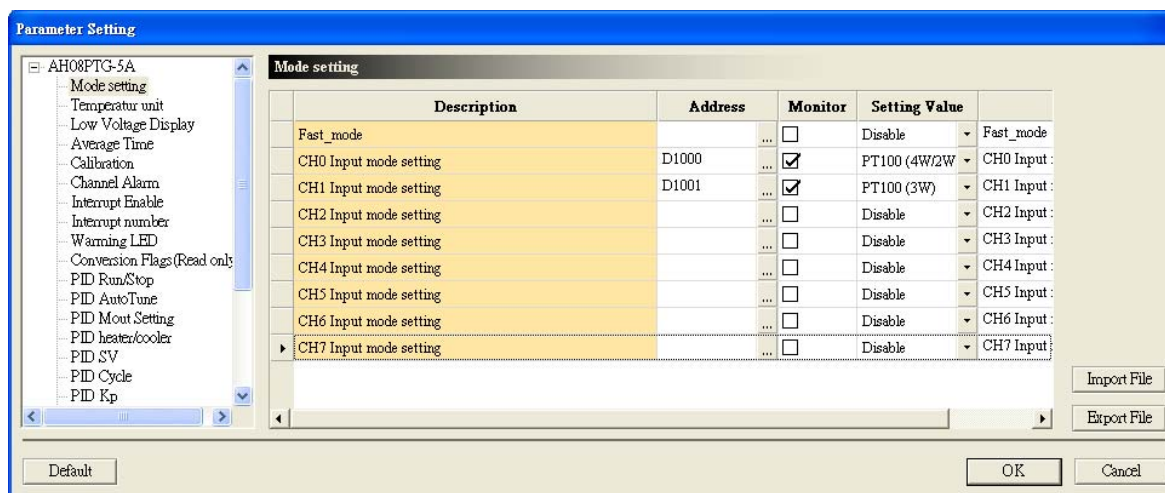 Parameter Setting
AH08PTG-5A
Mode setting
Temperatur unit
Low Voltage Display
Average Time
Calibration
Channel Alarm
Interrupt Enable
Interrupt number
Warning LED
Conversion Flags(Read only
PID Run/Stop
PID AutoTune
PID Mout Setting
PID heater/cooler
PID SV
PID Cycle
PID Kp
Mode setting
Description Address Monitor Setting Value
Fast_mode ... Disable Fast_mode
CH0 Input mode setting D1000 ... PT100 (4W/2W CH0 Input :
CH1 Input mode setting D1001 ... PT100 (3W) CH1 Input :
CH2 Input mode setting ... Disable CH2 Input :
CH3 Input mode setting ... Disable CH3 Input :
CH4 Input mode setting ... Disable CH4 Input :
CH5 Input mode setting ... Disable CH5 Input :
CH6 Input mode setting ... Disable CH6 Input :
CH7 Input mode setting ... Disable CH7 Input :
Import File
Export File
Default OK Cancel